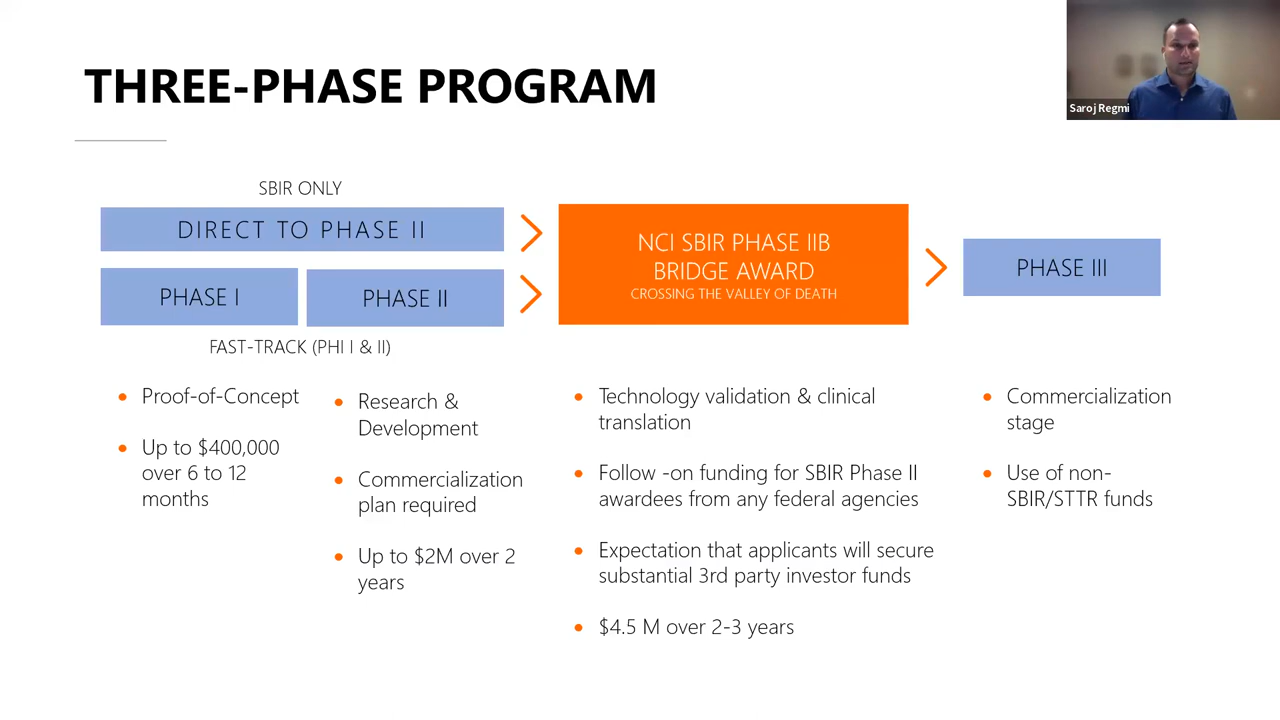 THREE-PHASE PROGRAM
Saroj Regmi
SBIR ONLY
DIRECT TO PHASE II
PHASE I
PHASE II
FAST-TRACK (PHI I & II)
NCI SBIR PHASE IIB
BRIDGE AWARD
CROSSING THE VALLEY OF DEATH
PHASE III
Proof-of-Concept
Up to $400,000
over 6 to 12
months
Research &
Development
Commercialization
plan required
Up to $2M over 2
years
Technology validation & clinical
translation
Follow -on funding for SBIR Phase II
awardees from any federal agencies
Expectation that applicants will secure
substantial 3rd party investor funds
$4.5 M over 2-3 years
Commercialization
stage
Use of non-
SBIR/STTR funds